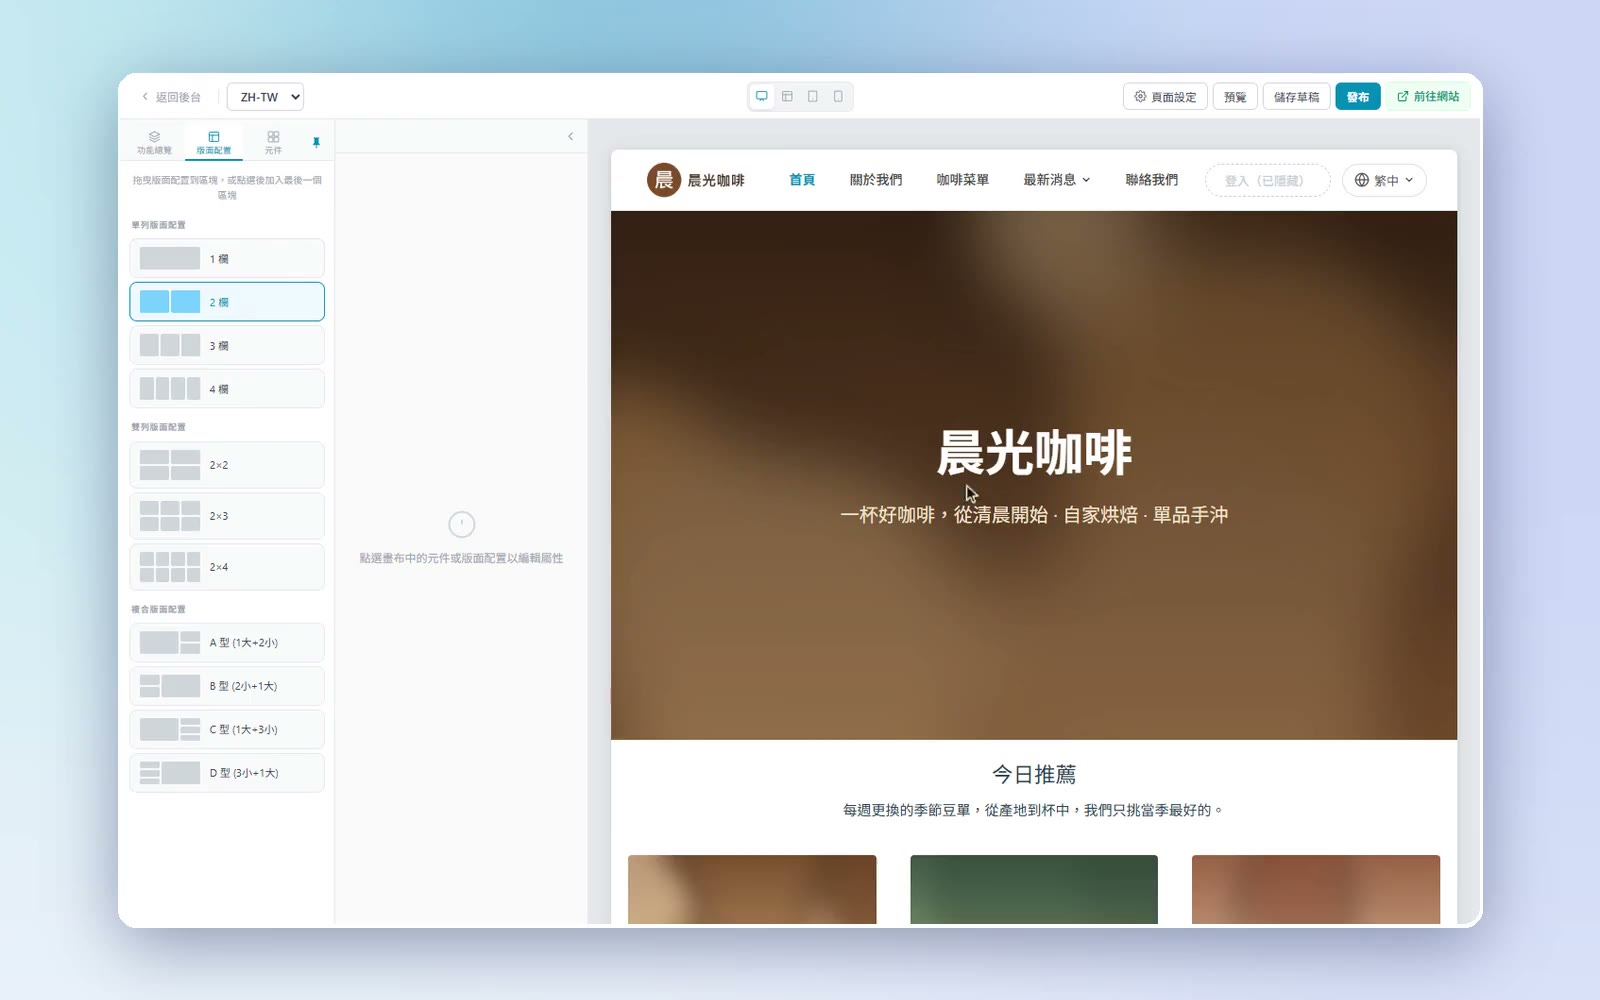 返回後台
ZH-TW
頁面設定
預覽
儲存草稿
發布
前往網站
功能總覽
版面配置
元件
拖曳版面配置到區塊，或點選後加入最後一個
區塊
單列版面配置
1 欄
2 欄
3 欄
4 欄
雙列版面配置
2×2
2×3
2×4
複合版面配置
A 型 (1大+2小)
B 型 (2小+1大)
C 型 (1大+3小)
D 型 (3小+1大)
點選畫布中的元件或版面配置以編輯屬性
晨 晨光咖啡
首頁
關於我們
咖啡菜單
最新消息
聯絡我們
登入（已隱藏）
繁中
晨光咖啡
一杯好咖啡，從清晨開始 · 自家烘焙 · 單品手沖
今日推薦
每週更換的季節豆單，從產地到杯中，我們只挑當季最好的。